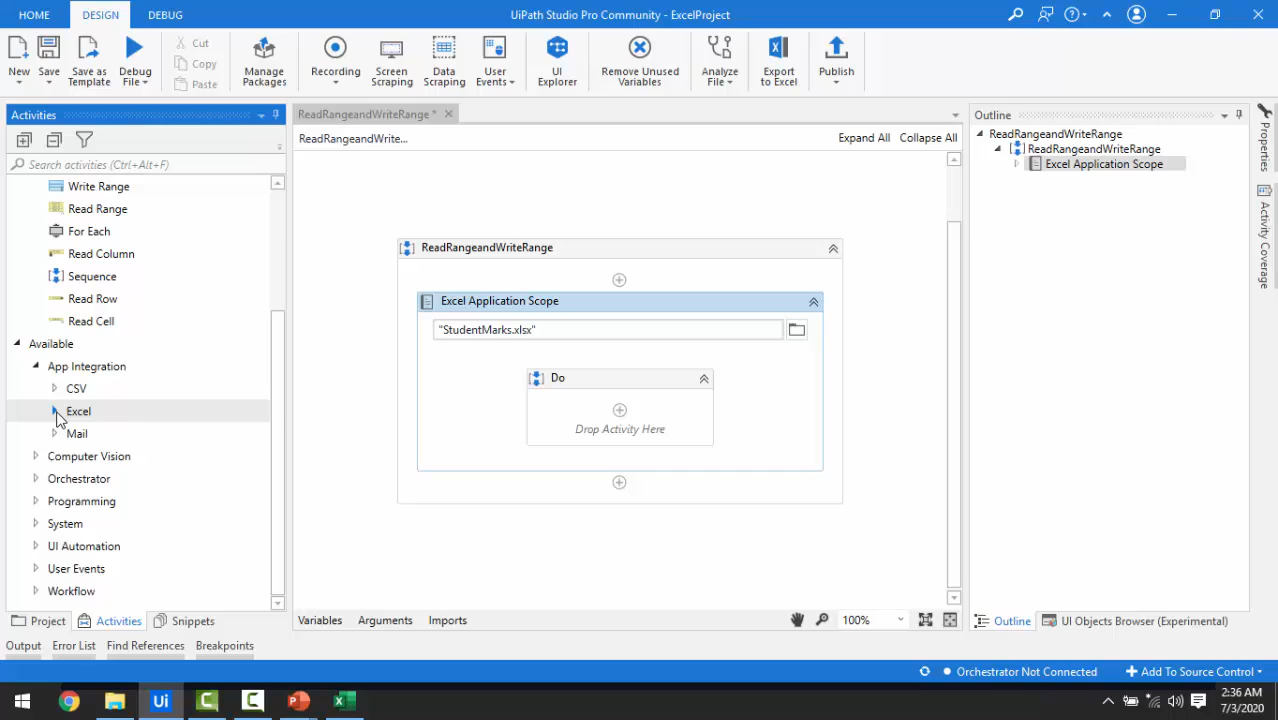 HOME DESIGN DEBUG UiPath Studio Pro Community - ExcelProject
New Save Save as Template Debug File Cut Copy Paste Manage Packages Recording Screen Scraping Data Scraping User Events UI Explorer Remove Unused Variables Analyze File Export to Excel Publish
Activities
Search activities (Ctrl+Alt+F)
Write Range
Read Range
For Each
Read Column
Sequence
Read Row
Read Cell
Available
App Integration
CSV
Excel
Mail
Computer Vision
Orchestrator
Programming
System
UI Automation
User Events
Workflow
Project Activities Snippets
ReadRangeandWriteRange *
ReadRangeandWrite... Expand All Collapse All
ReadRangeandWriteRange
Excel Application Scope
"StudentMarks.xlsx"
Do
Drop Activity Here
Variables Arguments Imports 100%
Outline
ReadRangeandWriteRange
ReadRangeandWriteRange
Excel Application Scope
Outline UI Objects Browser (Experimental)
Properties
Activity Coverage
Output Error List Find References Breakpoints
Orchestrator Not Connected Add To Source Control
Ui
2:36 AM
7/3/2020